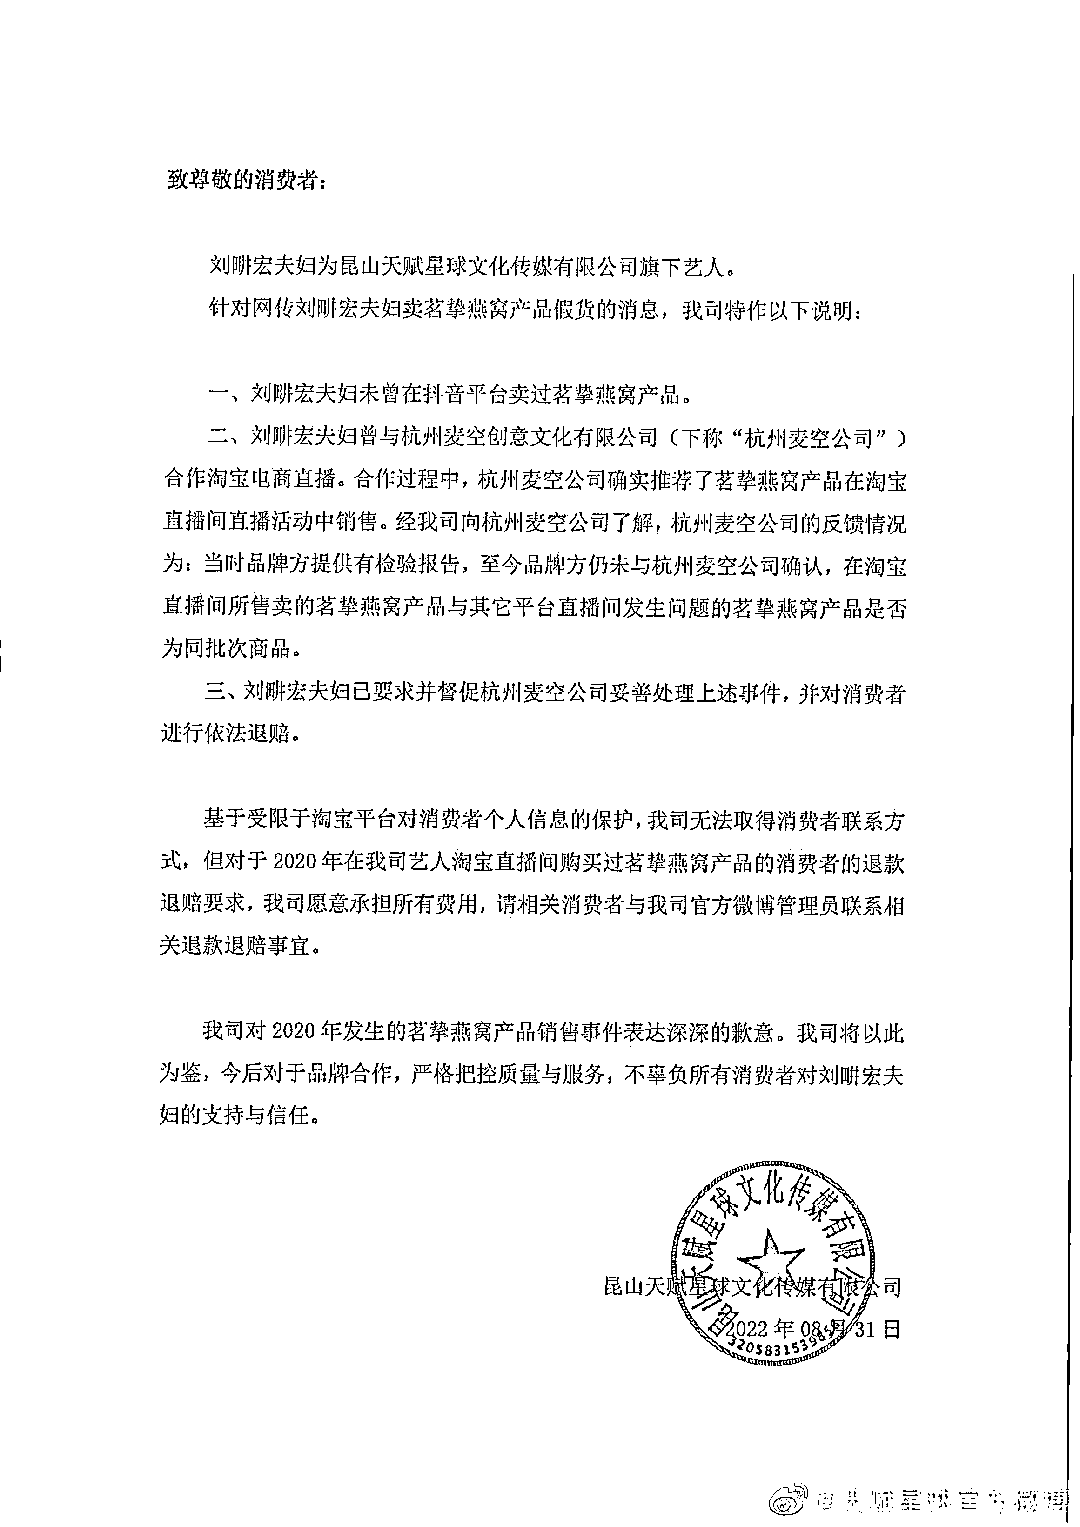 致尊敬的消费者：
刘畊宏夫妇为昆山天赋星球文化传媒有限公司旗下艺人。
针对网传刘畊宏夫妇卖茗挚燕窝产品假货的消息，我司特作以下说明：
一、刘畊宏夫妇未曾在抖音平台卖过茗挚燕窝产品。
二、刘畊宏夫妇曾与杭州麦空创意文化有限公司（下称“杭州麦空公司”）
合作淘宝电商直播。合作过程中，杭州麦空公司确实推荐了茗挚燕窝产品在淘宝
直播间直播活动中销售。经我司向杭州麦空公司了解，杭州麦空公司的反馈情况
为：当时品牌方提供有检验报告，至今品牌方仍未与杭州麦空公司确认，在淘宝
直播间所售卖的茗挚燕窝产品与其它平台直播间发生问题的茗挚燕窝产品是否
为同批次商品。
三、刘畊宏夫妇已要求并督促杭州麦空公司妥善处理上述事件，并对消费者
进行依法退赔。
基于受限于淘宝平台对消费者个人信息的保护，我司无法取得消费者联系方
式，但对于 2020 年在我司艺人淘宝直播间购买过茗挚燕窝产品的消费者的退款
退赔要求，我司愿意承担所有费用，请相关消费者与我司官方微博管理员联系相
关退款退赔事宜。
我司对 2020 年发生的茗挚燕窝产品销售事件表达深深的歉意。我司将以此
为鉴，今后对于品牌合作，严格把控质量与服务，不辜负所有消费者对刘畊宏夫
妇的支持与信任。
昆山天赋星球文化传媒有限公司
昆山天赋星球文化传媒有限公司
2022 年 08 月 31 日
@天赋星球官方微博